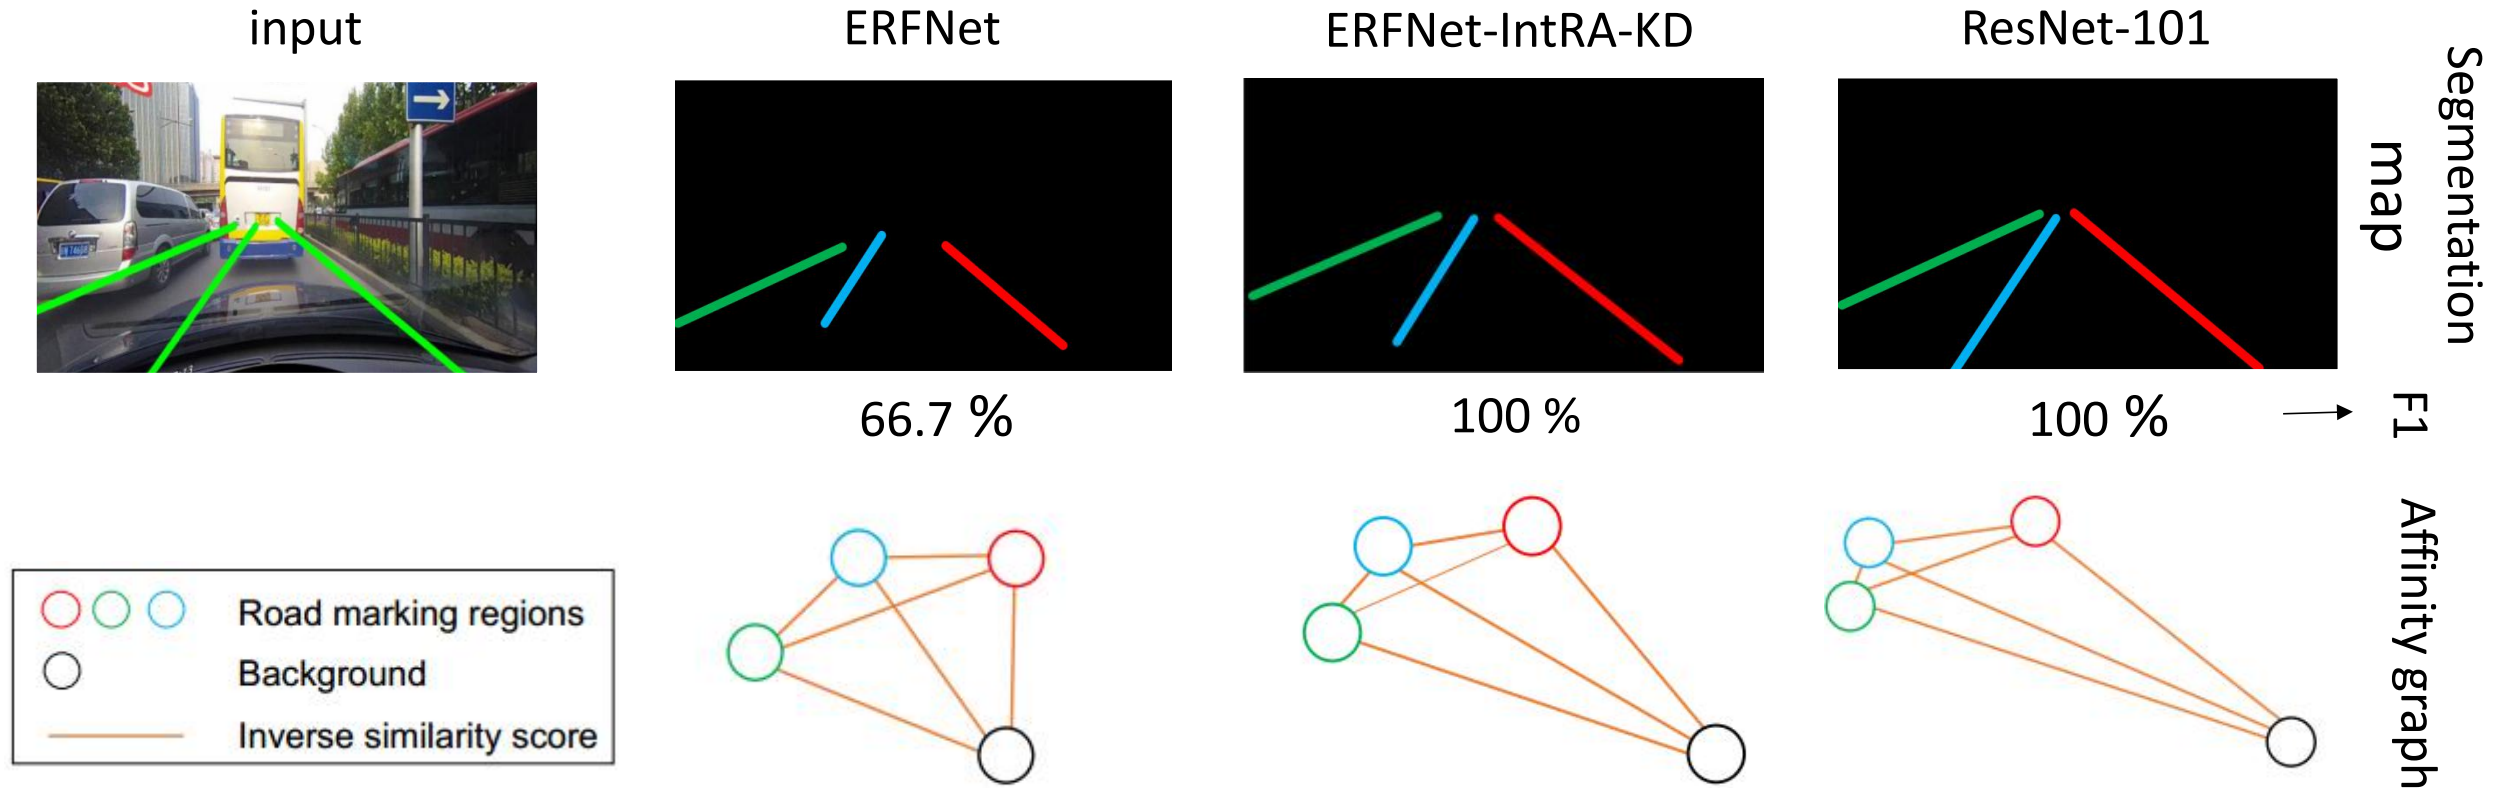 input
ERFNet
ERFNet-IntRA-KD
ResNet-101
Segmentation
map
66.7 %
100 %
100 %
F1
Road marking regions
Background
Inverse similarity score
Affinity graph